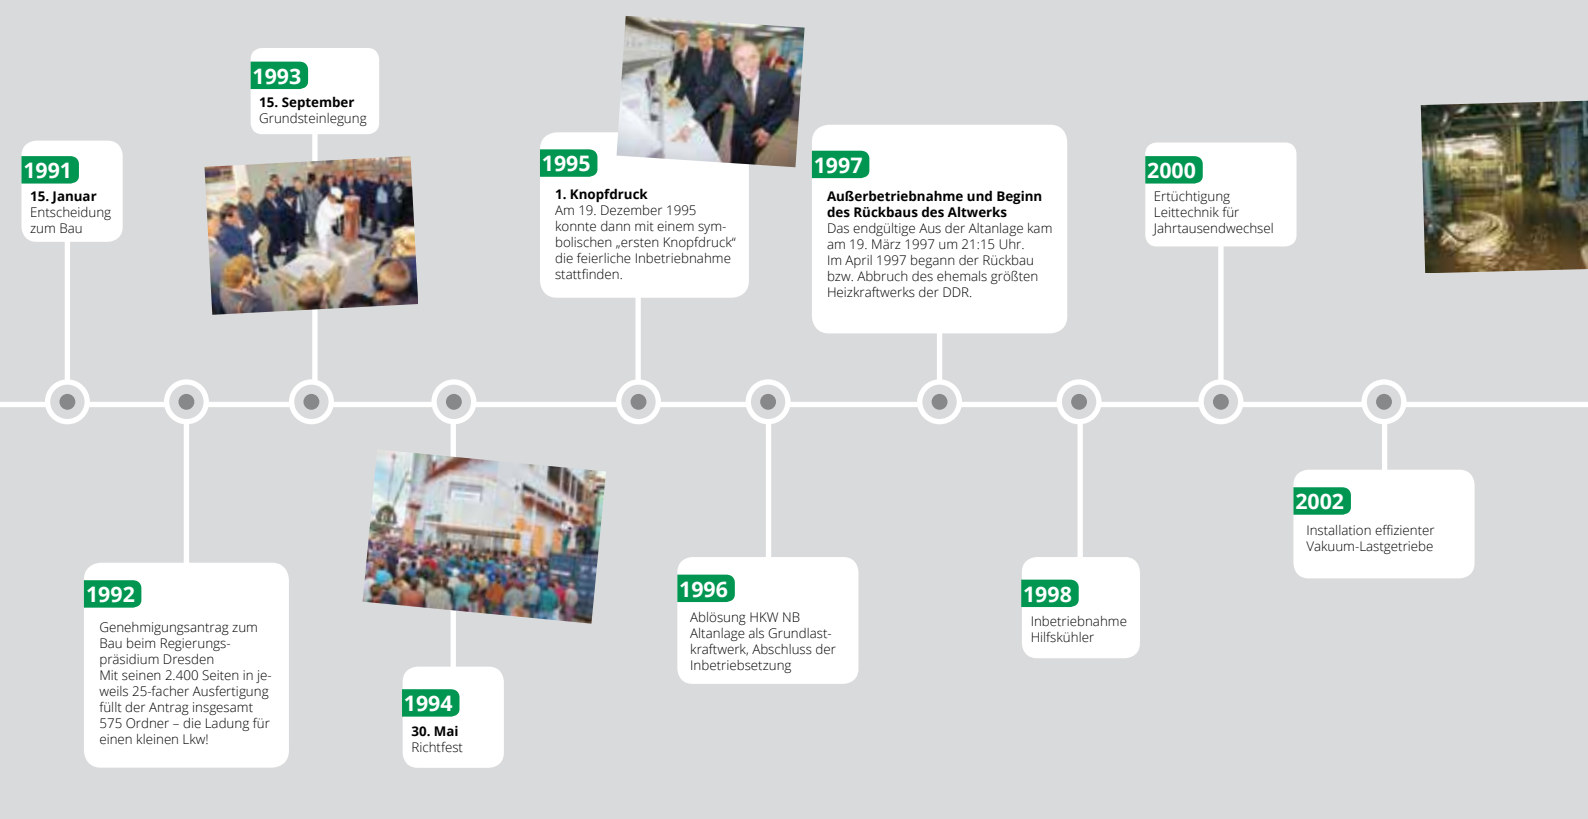 1991
15. Januar
Entscheidung
zum Bau
1992
Genehmigungsantrag zum
Bau beim Regierungs-
präsidium Dresden
Mit seinen 2.400 Seiten in je-
weils 25-facher Ausfertigung
füllt der Antrag insgesamt
575 Ordner – die Ladung für
einen kleinen Lkw!
1993
15. September
Grundsteinlegung
1994
30. Mai
Richtfest
1995
1. Knopfdruck
Am 19. Dezember 1995
konnte dann mit einem sym-
bolischen „ersten Knopfdruck“
die feierliche Inbetriebnahme
stattfinden.
1996
Ablösung HKW NB
Altanlage als Grundlast-
kraftwerk, Abschluss der
Inbetriebsetzung
1997
Außerbetriebnahme und Beginn
des Rückbaus des Altwerks
Das endgültige Aus der Altanlage kam
am 19. März 1997 um 21:15 Uhr.
Im April 1997 begann der Rückbau
bzw. Abbruch des ehemals größten
Heizkraftwerks der DDR.
1998
Inbetriebnahme
Hilfskühler
2000
Ertüchtigung
Leittechnik für
Jahrtausendwechsel
2002
Installation effizienter
Vakuum-Lastgetriebe